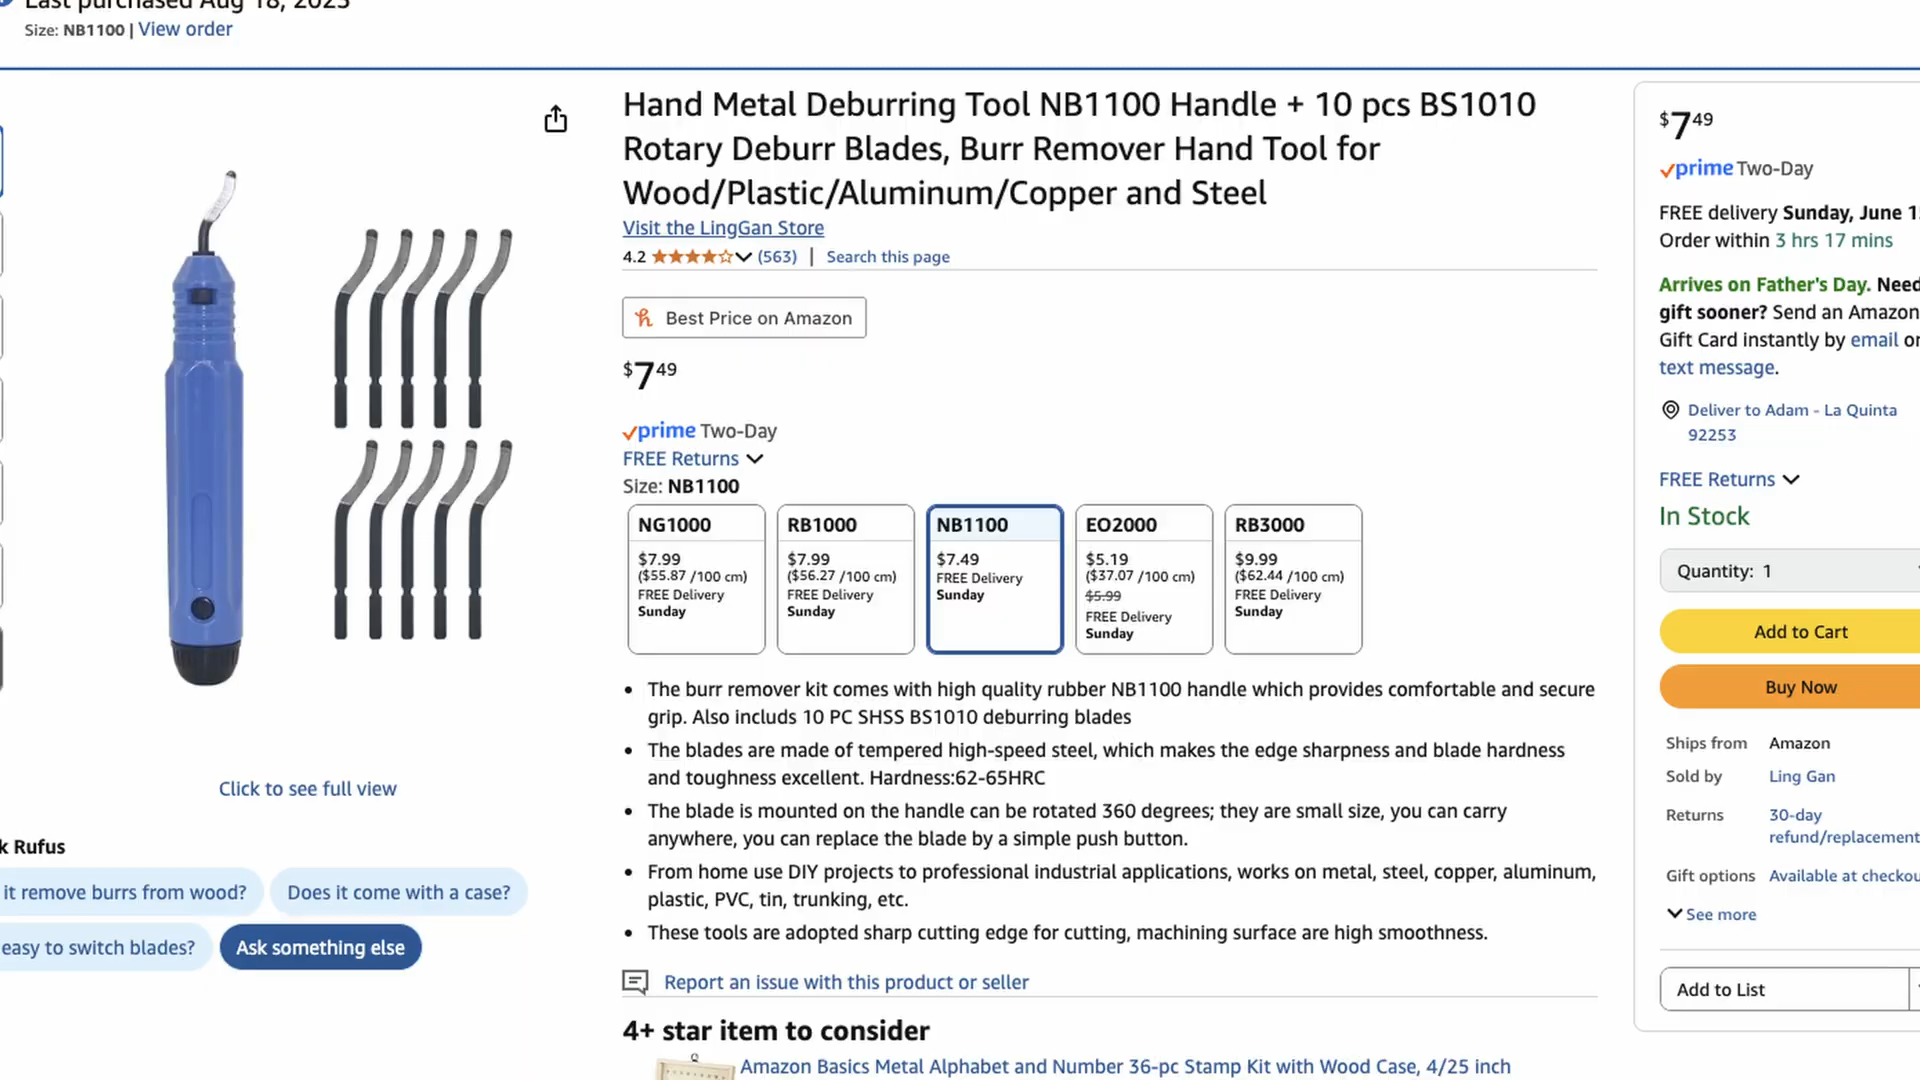 Last purchased Aug 18, 2023
Size: NB1100 | View order
Hand Metal Deburring Tool NB1100 Handle + 10 pcs BS1010
Rotary Deburr Blades, Burr Remover Hand Tool for
Wood/Plastic/Aluminum/Copper and Steel
Visit the LingGan Store
4.2 (563) | Search this page
Best Price on Amazon
$7 49
prime Two-Day
FREE Returns
Size: NB1100
NG1000
$7.99
($55.87 /100 cm)
FREE Delivery
Sunday
RB1000
$7.99
($56.27 /100 cm)
FREE Delivery
Sunday
NB1100
$7.49
FREE Delivery
Sunday
EO2000
$5.19
($37.07 /100 cm)
$5.99
FREE Delivery
Sunday
RB3000
$9.99
($62.44 /100 cm)
FREE Delivery
Sunday
• The burr remover kit comes with high quality rubber NB1100 handle which provides comfortable and secure
grip. Also includs 10 PC SHSS BS1010 deburring blades
• The blades are made of tempered high-speed steel, which makes the edge sharpness and blade hardness
and toughness excellent. Hardness:62-65HRC
• The blade is mounted on the handle can be rotated 360 degrees; they are small size, you can carry
anywhere, you can replace the blade by a simple push button.
• From home use DIY projects to professional industrial applications, works on metal, steel, copper, aluminum,
plastic, PVC, tin, trunking, etc.
• These tools are adopted sharp cutting edge for cutting, machining surface are high smoothness.
Report an issue with this product or seller
4+ star item to consider
Amazon Basics Metal Alphabet and Number 36-pc Stamp Kit with Wood Case, 4/25 inch
Click to see full view
k Rufus
it remove burrs from wood?
Does it come with a case?
easy to switch blades?
Ask something else
$7 49
prime Two-Day
FREE delivery Sunday, June 1
Order within 3 hrs 17 mins
Arrives on Father's Day. Need
gift sooner? Send an Amazon
Gift Card instantly by email or
text message.
Deliver to Adam - La Quinta
92253
FREE Returns
In Stock
Quantity: 1
Add to Cart
Buy Now
Ships from Amazon
Sold by Ling Gan
Returns 30-day
refund/replacement
Gift options Available at checkou
See more
Add to List